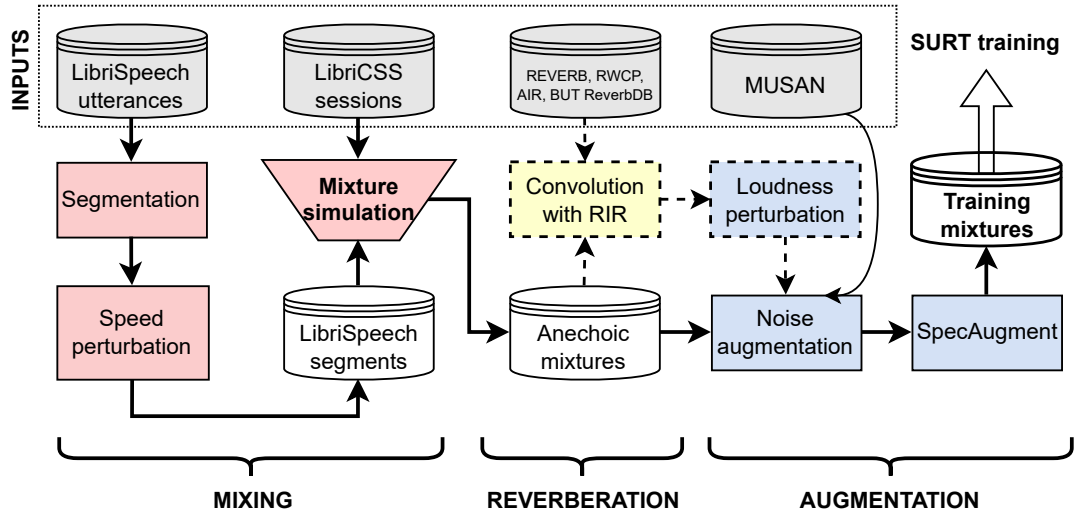 INPUTS
LibriSpeech
utterances
LibriCSS
sessions
REVERB, RWCP,
AIR, BUT ReverbDB
MUSAN
SURT training
Segmentation
Mixture
simulation
Convolution
with RIR
Loudness
perturbation
Training
mixtures
Speed
perturbation
LibriSpeech
segments
Anechoic
mixtures
Noise
augmentation
SpecAugment
MIXING
REVERBERATION
AUGMENTATION